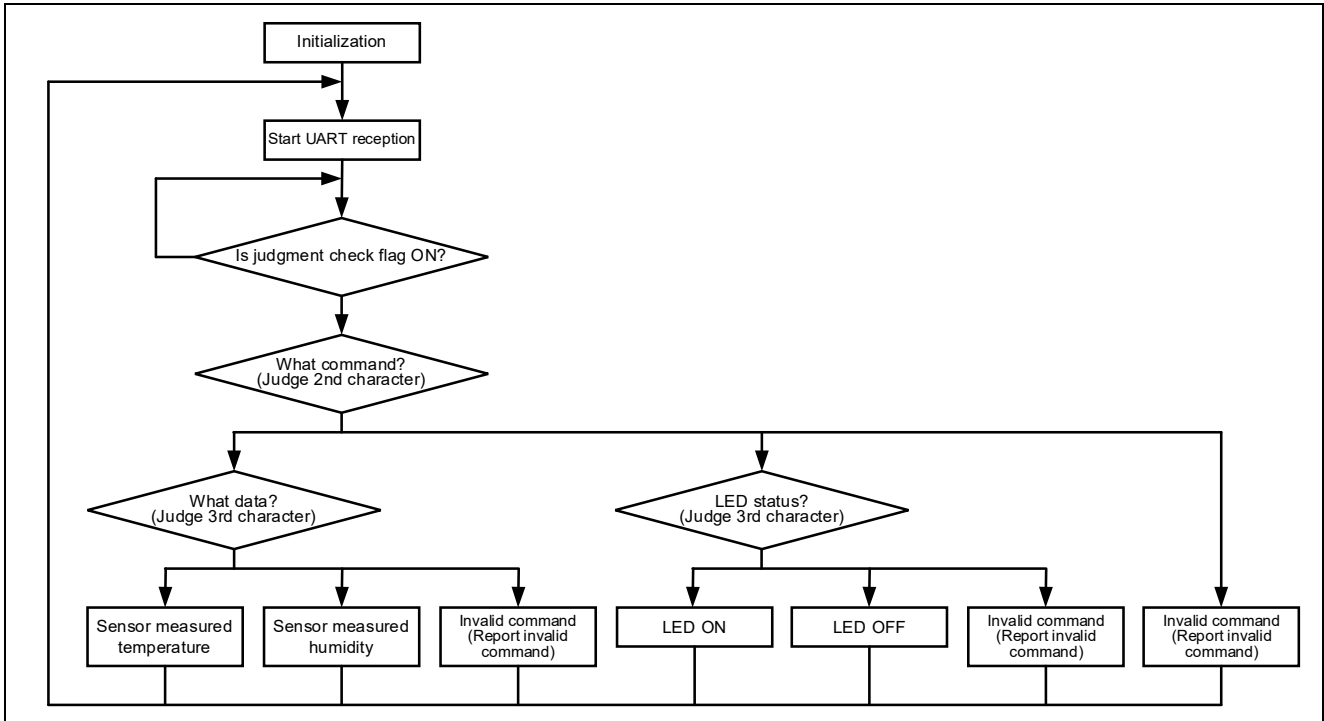 Initialization
Start UART reception
Is judgment check flag ON?
What command?
(Judge 2nd character)
What data?
(Judge 3rd character)
LED status?
(Judge 3rd character)
Sensor measured
temperature
Sensor measured
humidity
Invalid command
(Report invalid
command)
LED ON
LED OFF
Invalid command
(Report invalid
command)
Invalid command
(Report invalid
command)